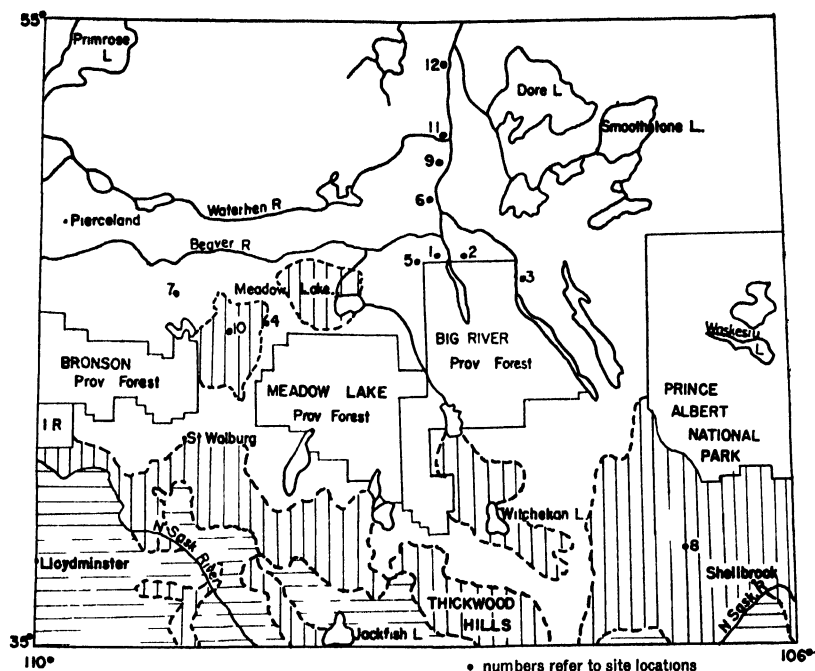 55°
Primrose
L
12
Dore L
Smoothstone L.
11
9
6
Waterhen R
Pierceland
Beaver R
5
1
2
3
7
Meadow Lake
10
4
Waskesiu
L
BRONSON
Prov Forest
BIG RIVER
Prov Forest
MEADOW LAKE
Prov Forest
PRINCE
ALBERT
NATIONAL
PARK
I R
St Walburg
Witchekan L.
N Sask River
Lloydminster
8
Shellbrook
N Sask R
THICKWOOD
HILLS
Jackfish L
35°
110°
106°
• numbers refer to site locations